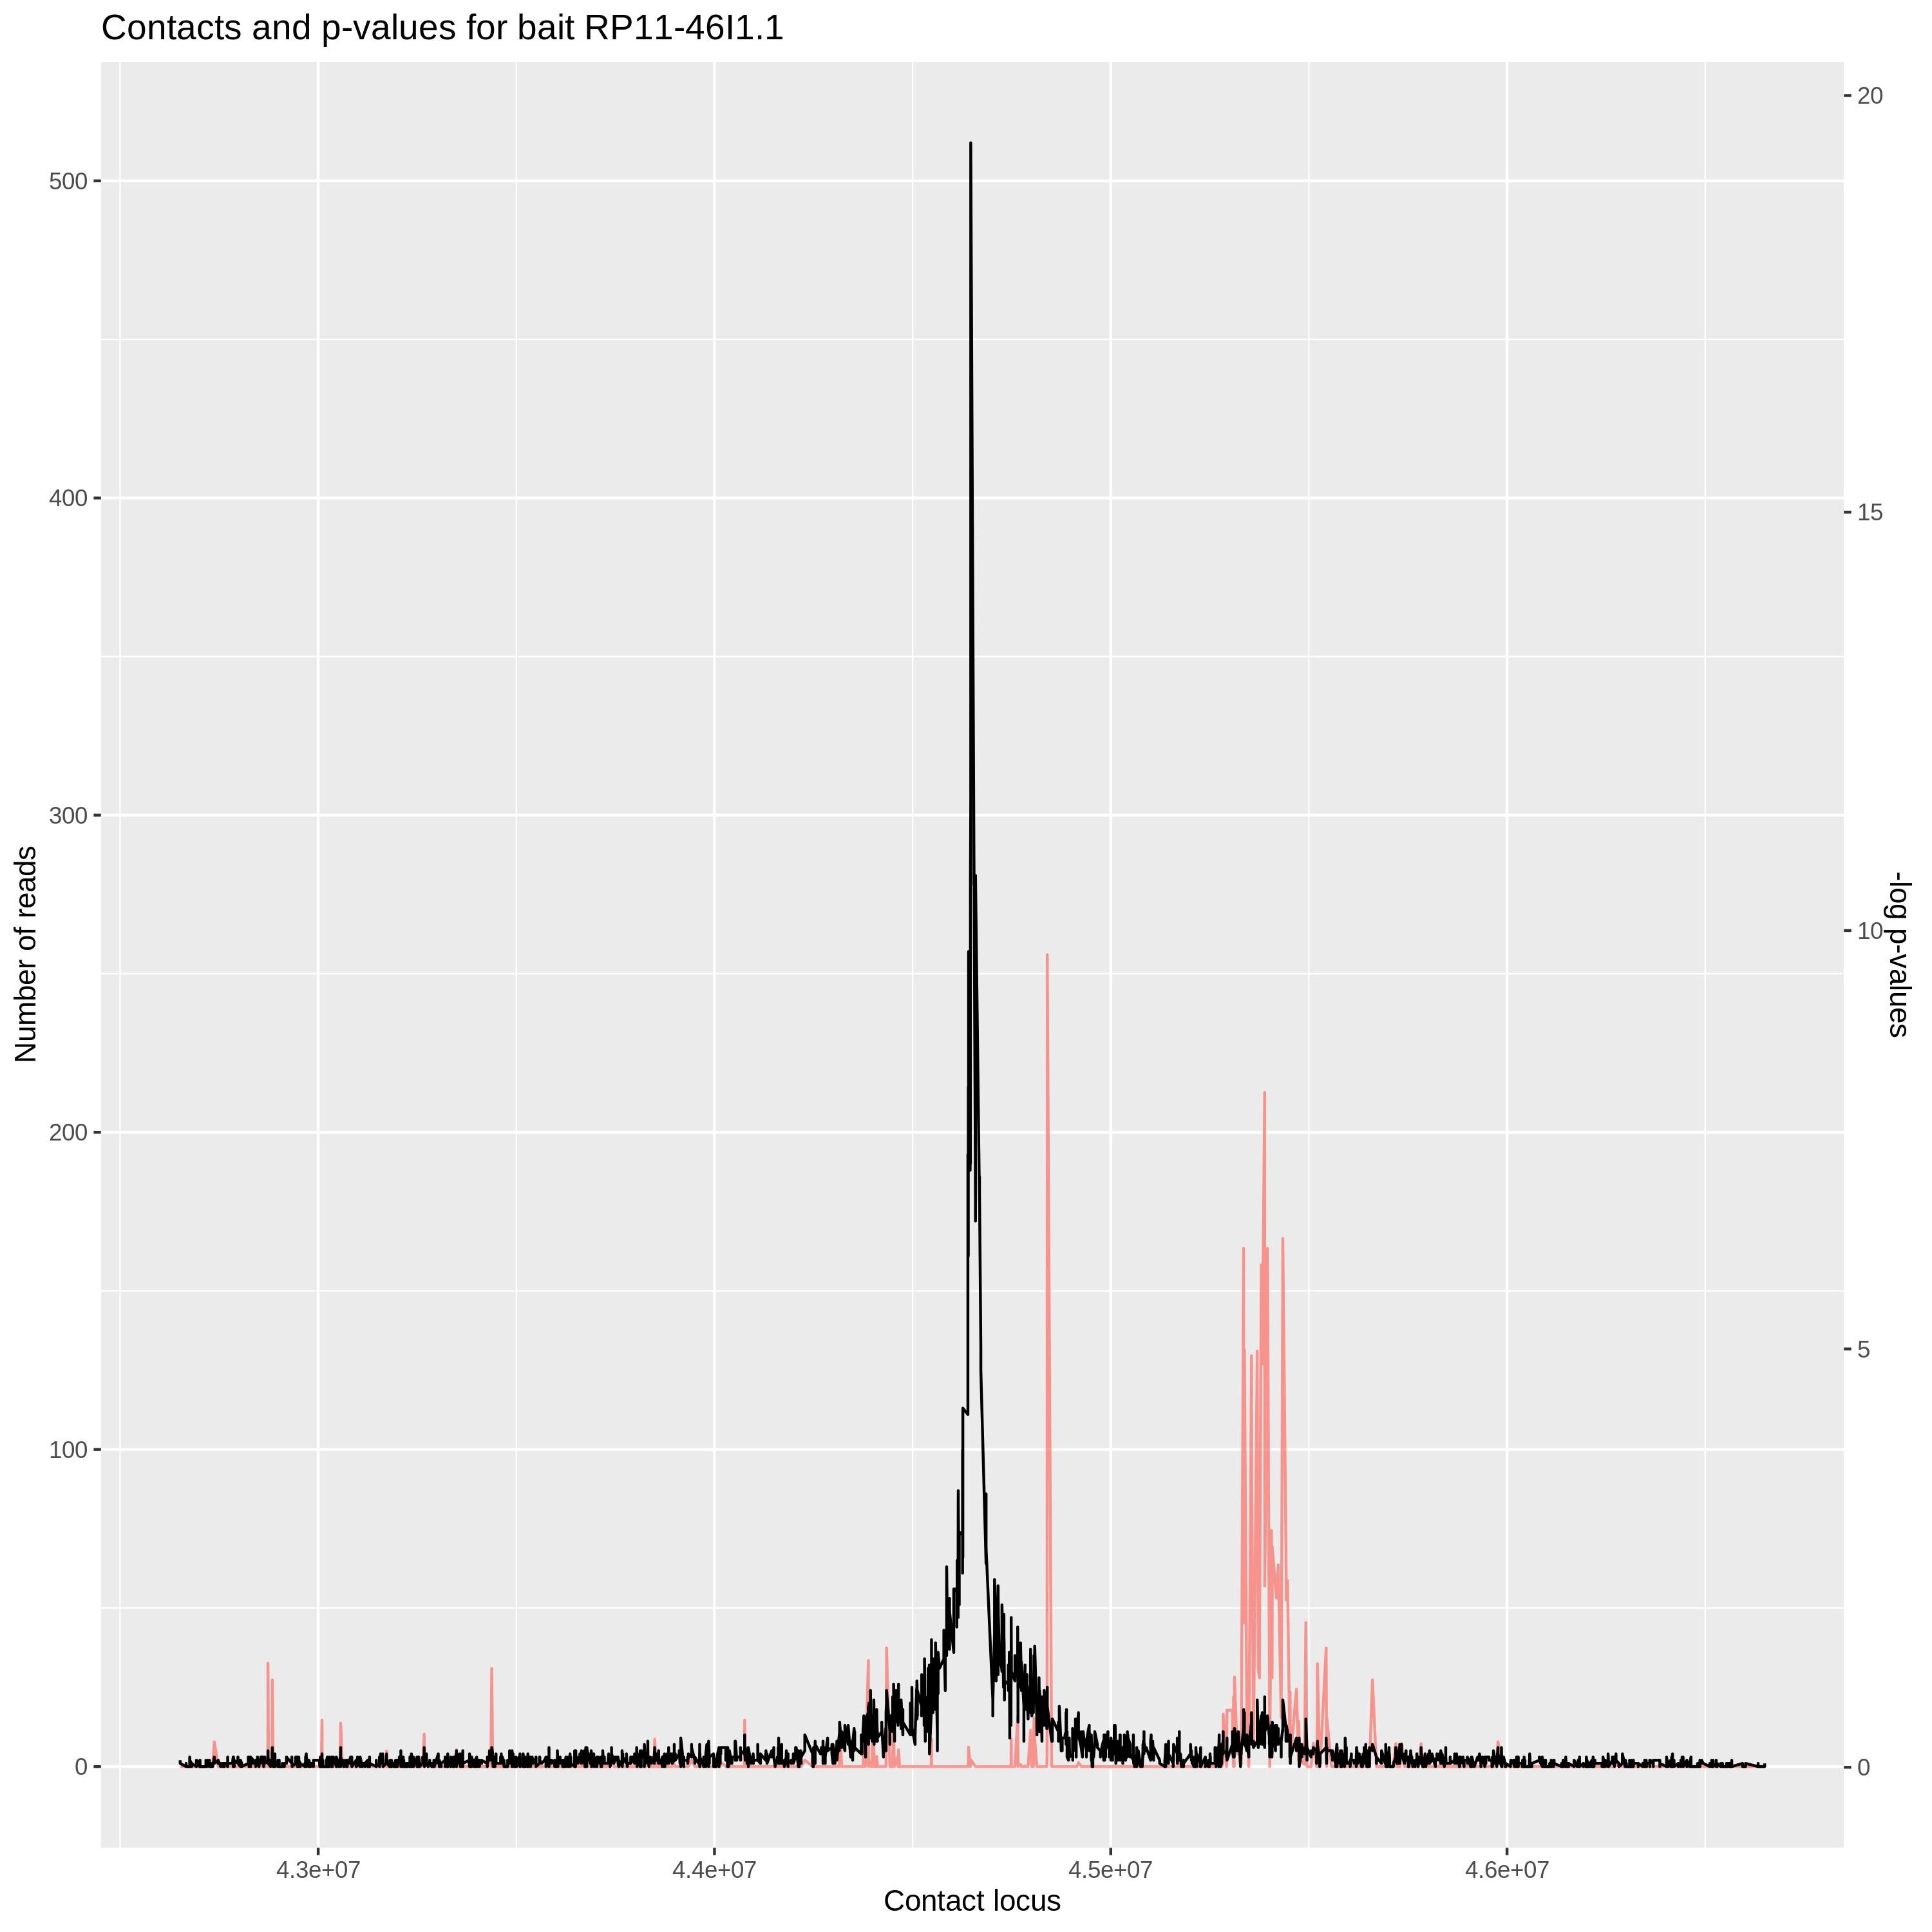 Contacts and p-values for bait RP11-46I1.1
500
400
300
200
100
0
Number of reads
20
15
10
5
0
-log p-values
4.3e+07
4.4e+07
4.5e+07
4.6e+07
Contact locus